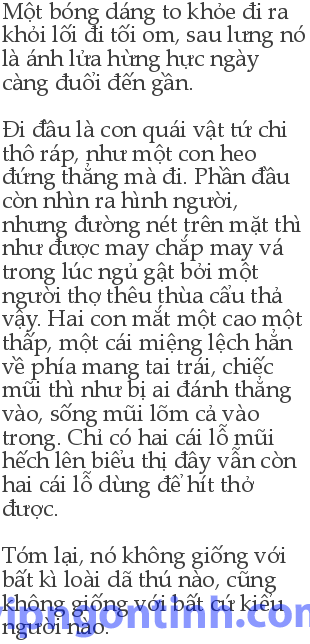 Một bóng dáng to khỏe đi ra
khỏi lối đi tối om, sau lưng nó
là ánh lửa hừng hực ngày
càng đuổi đến gần.
Đi đầu là con quái vật tứ chi
thô ráp, như một con heo
đứng thẳng mà đi. Phần đầu
còn nhìn ra hình người,
nhưng đường nét trên mặt thì
như được may chắp may vá
trong lúc ngủ gật bởi một
người thợ thêu thùa cẩu thả
vậy. Hai con mắt một cao một
thấp, một cái miệng lệch hẳn
về phía mang tai trái, chiếc
mũi thì như bị ai đánh thẳng
vào, sống mũi lõm cả vào
trong. Chỉ có hai cái lỗ mũi
hếch lên biểu thị đây vẫn còn
hai cái lỗ dùng để hít thở
được.
Tóm lại, nó không giống với
bất kì loài dã thú nào, cũng
không giống với bất cứ kiểu
người nào.
vipngontinh.com